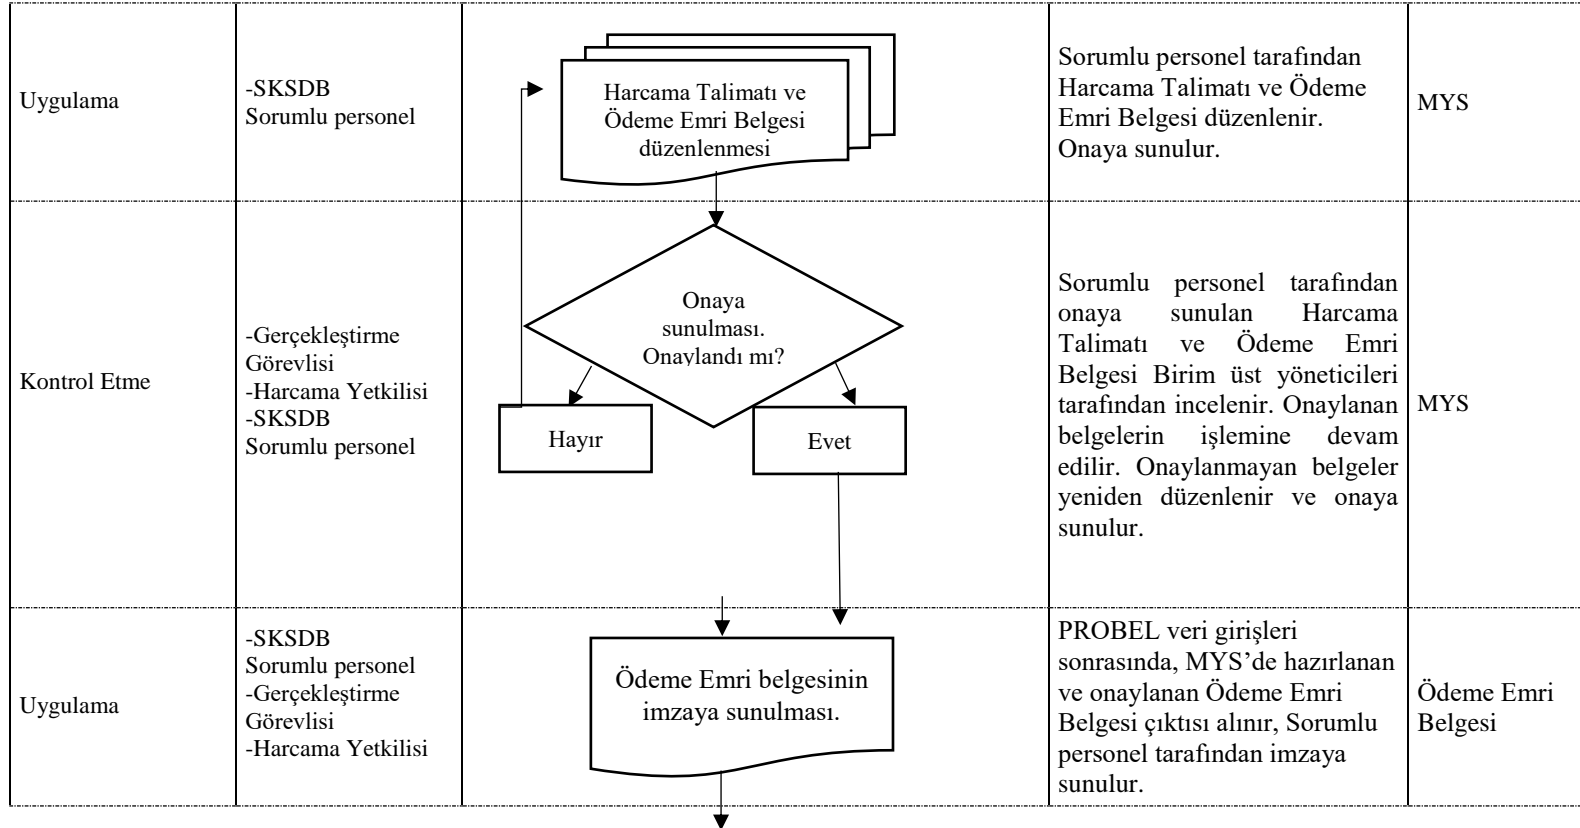 Uygulama
-SKSDB
Sorumlu personel
Harcama Talimatı ve
Ödeme Emri Belgesi
düzenlenmesi
Sorumlu personel tarafından
Harcama Talimatı ve Ödeme
Emri Belgesi düzenlenir.
Onaya sunulur.
MYS
Kontrol Etme
-Gerçekleştirme
Görevlisi
-Harcama Yetkilisi
-SKSDB
Sorumlu personel
Onaya
sunulması.
Onaylandı mı?
Hayır
Evet
Sorumlu personel tarafından
onaya sunulan Harcama
Talimatı ve Ödeme Emri
Belgesi Birim üst yöneticileri
tarafından incelenir. Onaylanan
belgelerin işlemine devam
edilir. Onaylanmayan belgeler
yeniden düzenlenir ve onaya
sunulur.
MYS
Uygulama
-SKSDB
Sorumlu personel
-Gerçekleştirme
Görevlisi
-Harcama Yetkilisi
Ödeme Emri belgesinin
imzaya sunulması.
PROBEL veri girişleri
sonrasında, MYS’de hazırlanan
ve onaylanan Ödeme Emri
Belgesi çıktısı alınır, Sorumlu
personel tarafından imzaya
sunulur.
Ödeme Emri
Belgesi